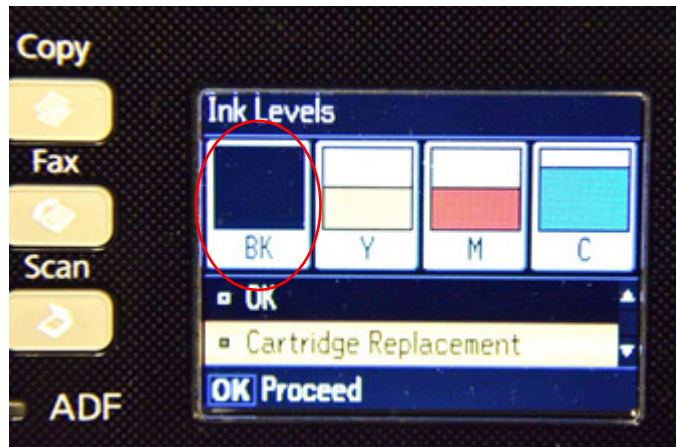 Copy
Fax
Scan
ADF
Ink Levels
BK Y M C
OK
Cartridge Replacement
OK Proceed